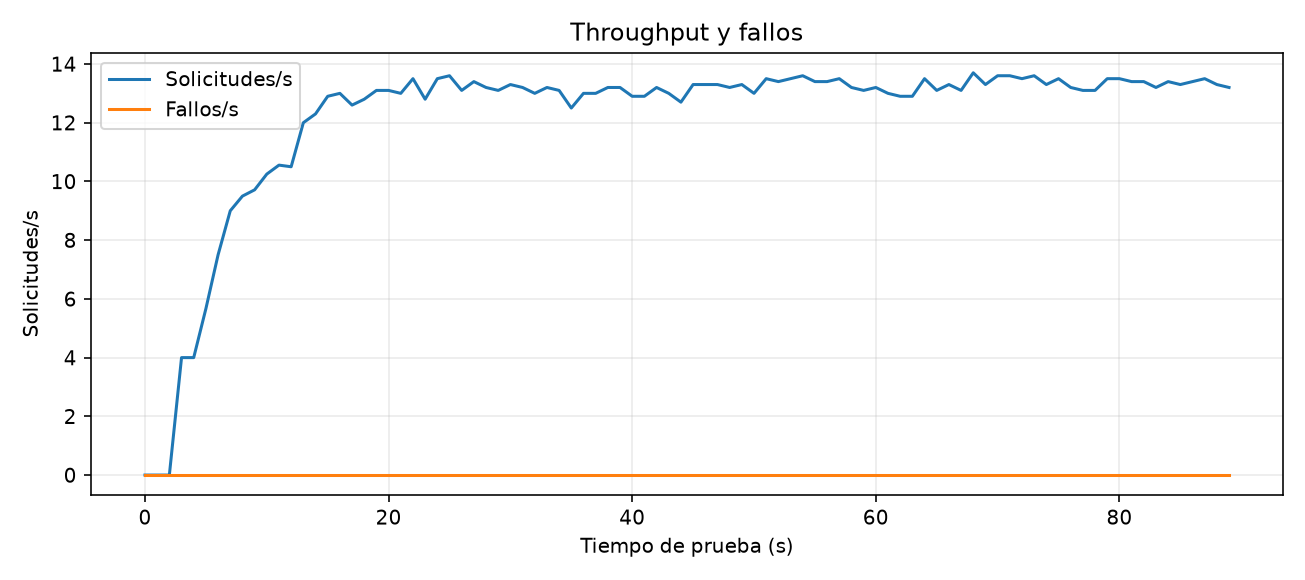 Throughput y fallos
Solicitudes/s
Fallos/s
Solicitudes/s
14
12
10
8
6
4
2
0
0 20 40 60 80
Tiempo de prueba (s)